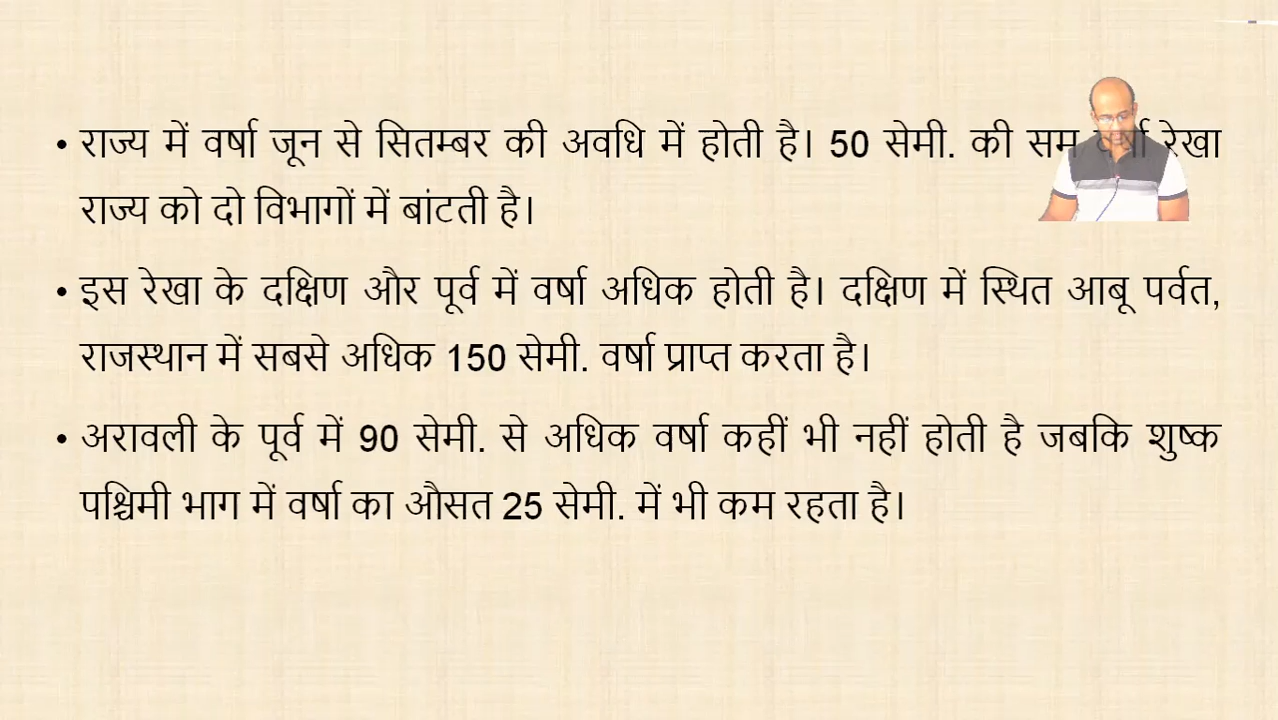 • राज्य में वर्षा जून से सितम्बर की अवधि में होती है। 50 सेमी. की सम वर्षा रेखा
राज्य को दो विभागों में बांटती है।
• इस रेखा के दक्षिण और पूर्व में वर्षा अधिक होती है। दक्षिण में स्थित आबू पर्वत,
राजस्थान में सबसे अधिक 150 सेमी. वर्षा प्राप्त करता है।
• अरावली के पूर्व में 90 सेमी. से अधिक वर्षा कहीं भी नहीं होती है जबकि शुष्क
पश्चिमी भाग में वर्षा का औसत 25 सेमी. में भी कम रहता है।